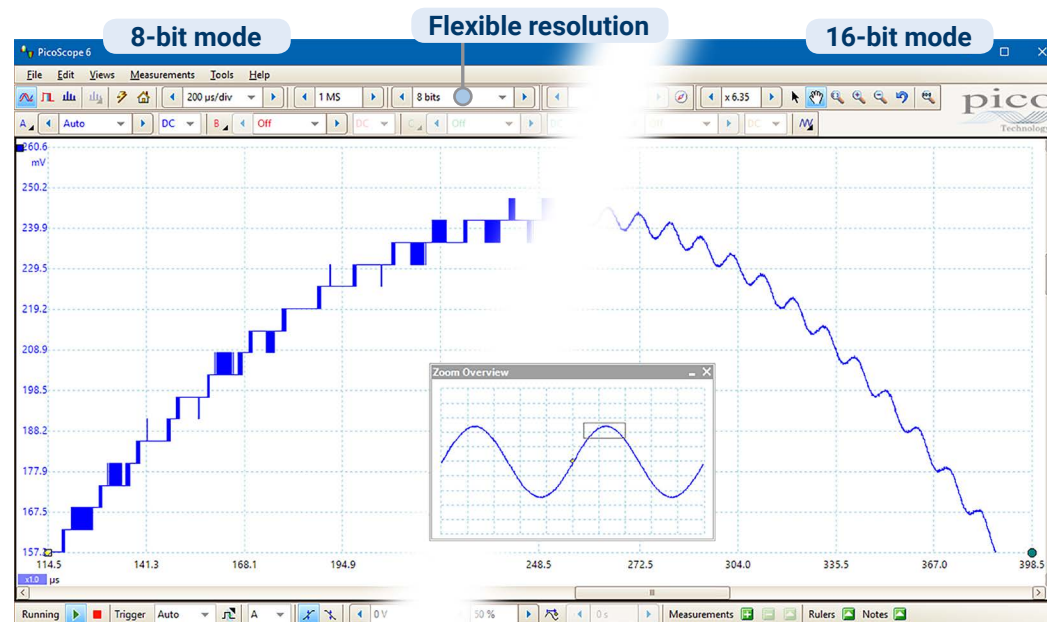 8-bit mode
Flexible resolution
16-bit mode
PicoScope 6
File Edit Views Measurements Tools Help
200 µs/div 1 MS 8 bits x 6.35
pico
Technology
A Auto DC B Off DC C Off Off DC
260.6
mV
250.2
239.9
229.5
219.2
208.9
198.5
188.2
177.9
167.5
Zoom Overview
114.5 141.3 168.1 194.9 248.5 272.5 304.0 335.5 367.0 398.5
x1.0 µs
Running Trigger Auto A 0 V 50 % 0 s Measurements Rulers Notes